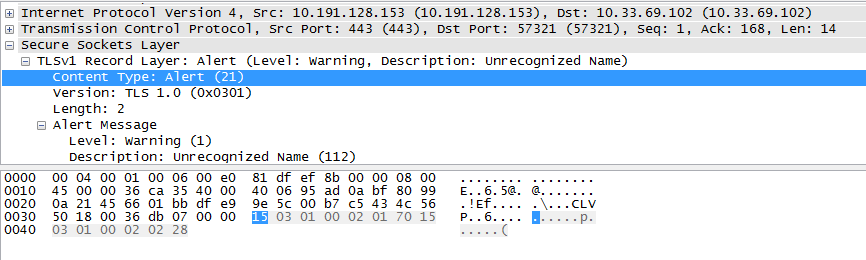 Internet Protocol Version 4, Src: 10.191.128.153 (10.191.128.153), Dst: 10.33.69.102 (10.33.69.102)
Transmission Control Protocol, Src Port: 443 (443), Dst Port: 57321 (57321), Seq: 1, Ack: 168, Len: 14
Secure Sockets Layer
TLSv1 Record Layer: Alert (Level: Warning, Description: Unrecognized Name)
Content Type: Alert (21)
Version: TLS 1.0 (0x0301)
Length: 2
Alert Message
Level: Warning (1)
Description: Unrecognized Name (112)
0000 00 04 00 01 00 06 00 e0 81 df ef 8b 00 00 08 00 ........ ........
0010 45 00 00 36 ca 35 40 00 40 06 95 ad 0a bf 80 99 E..6.5@. @.......
0020 0a 21 45 66 01 bb df e9 9e 5c 00 b7 c5 43 4c 56 .!Ef.... .\...CLV
0030 50 18 00 36 db 07 00 00 15 03 01 00 02 01 70 15 P..6.... ......p.
0040 03 01 00 02 02 28 .....(